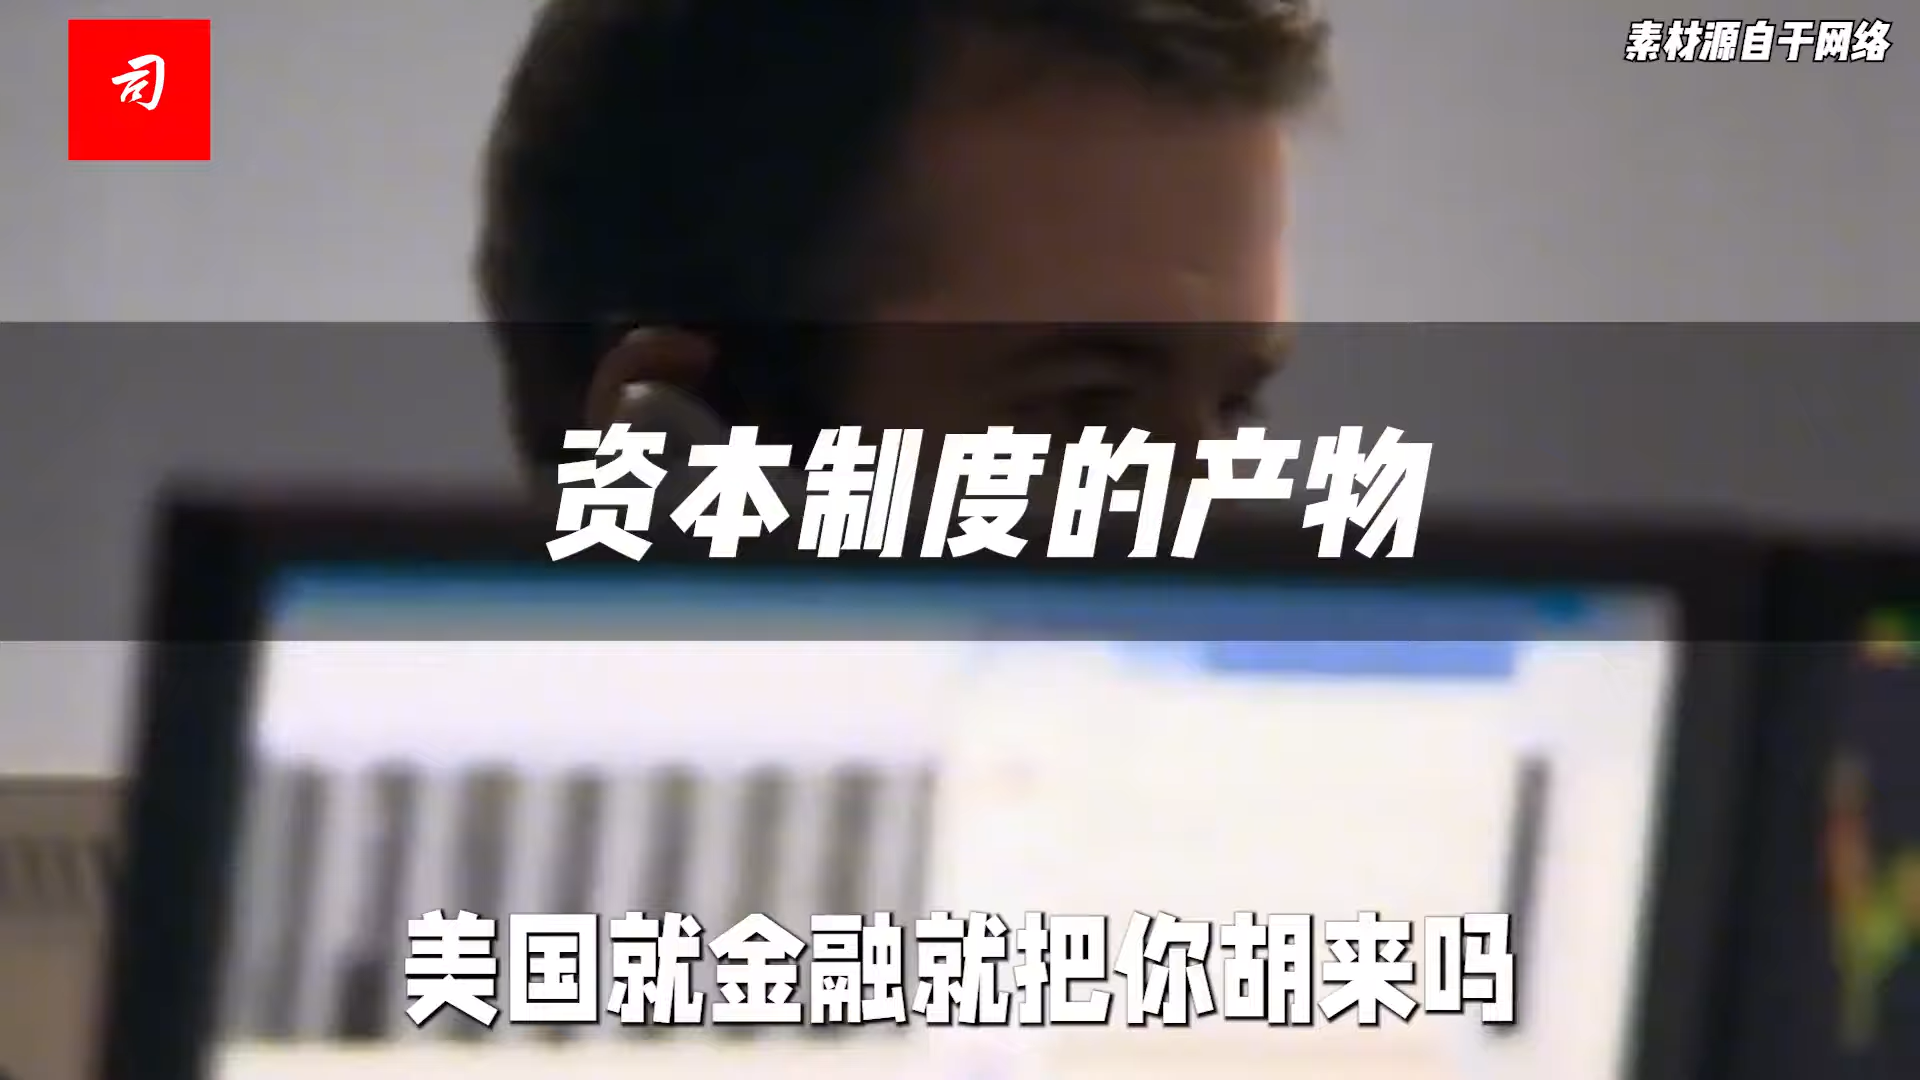 司
素材源自于网络
资本制度的产物
美国就金融就把你胡来吗